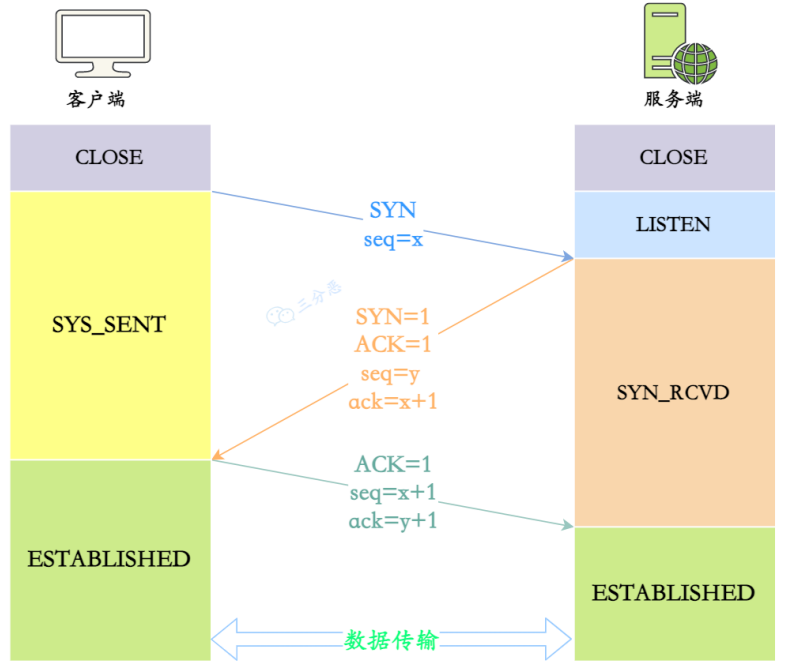 客户端
服务端
CLOSE
CLOSE
SYN
seq=x
LISTEN
三分恶
SYS_SENT
SYN=1
ACK=1
seq=y
ack=x+1
SYN_RCVD
ACK=1
seq=x+1
ack=y+1
ESTABLISHED
ESTABLISHED
数据传输